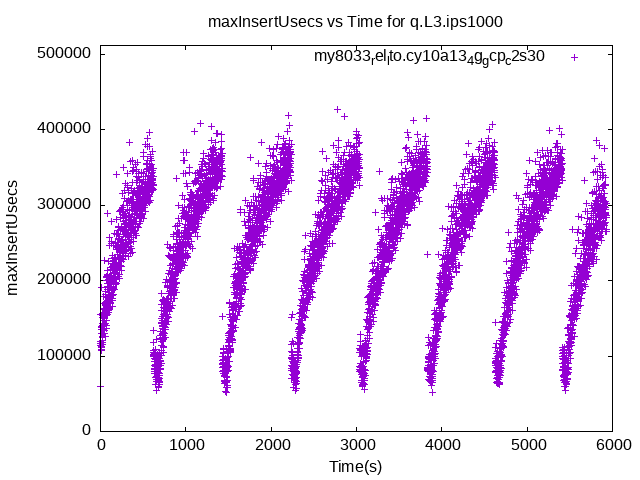 maxInsertUsecs vs Time for q.L3.ips1000
my8033rel_lto.cy10a13_4g_gcp_c2s30
500000
400000
300000
200000
100000
0
maxInsertUsecs
0 1000 2000 3000 4000 5000 6000
Time(s)